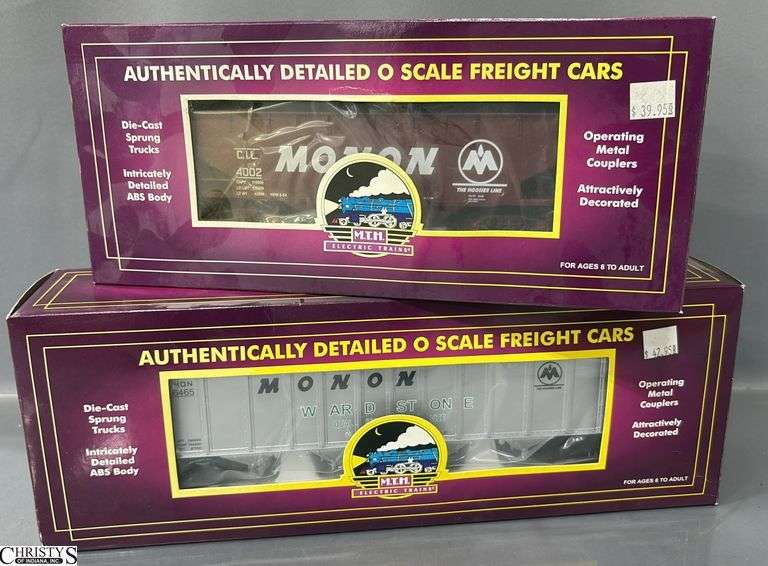 AUTHENTICALLY DETAILED O SCALE FREIGHT CARS
$ 39.95
Die-Cast
Sprung
Trucks
Intricately
Detailed
ABS Body
C.I.L.
4002
MONON
M
THE HOOSIER LINE
Operating
Metal
Couplers
Attractively
Decorated
M.T.H.
ELECTRIC TRAINS
FOR AGES 8 TO ADULT
AUTHENTICALLY DETAILED O SCALE FREIGHT CARS
Die-Cast
Sprung
Trucks
Intricately
Detailed
ABS Body
MONON
WARD STONE
M
M.T.H.
ELECTRIC TRAINS
Operating
Metal
Couplers
Attractively
Decorated
FOR AGES 8 TO ADULT
CHRISTY'S
OF INDIANA, INC.